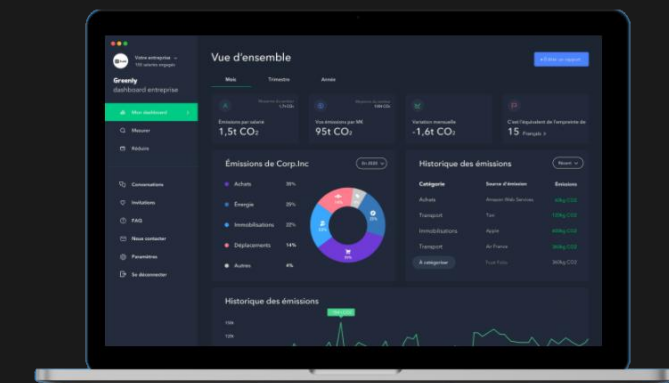 Votre entreprise
Greenly
dashboard entreprise
Mon dashboard
Mesurer
Réduire
Conversations
Invitations
FAQ
Nous contacter
Paramètres
Se déconnecter
Vue d'ensemble
Mois Trimestre Année
Émissions par salarié
1,5t CO2
Vos émissions par M€
95t CO2
Variation mensuelle
-1,6t CO2
C'est l'équivalent de l'empreinte de
15 Français
Émissions de Corp.Inc
En 2020
Achats
Énergie
Immobilisations 22%
Déplacements 14%
Autres 4%
Historique des émissions
Récent
Catégorie Source d'émission Émissions
Achats Amazon Web Services
Transport Tier
Immobilisations Apple
Transport Air France
À catégoriser
Historique des émissions